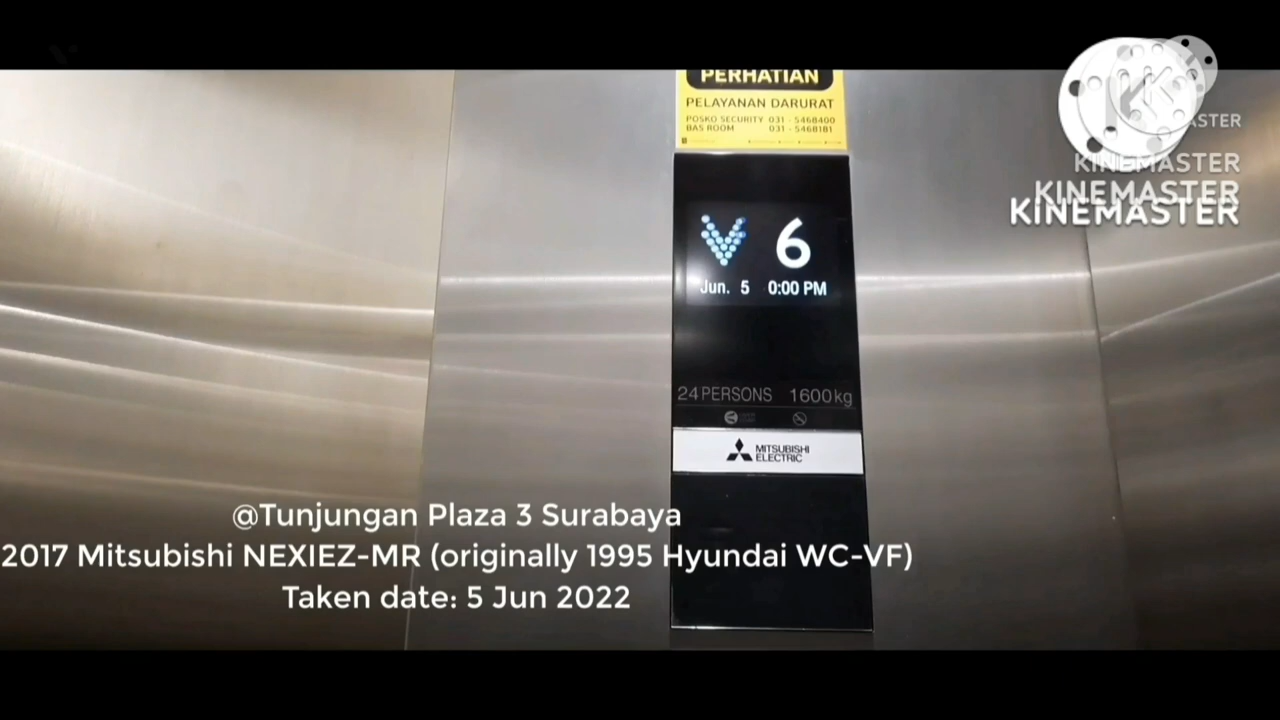 PERHATIAN
PELAYANAN DARURAT
POSKO SECURITY 031 - 5468400
BAS ROOM 031 - 5468181
ASTER
KINEMASTER
KINEMASTER
KINEMASTER
6
Jun. 5 0:00 PM
24 PERSONS 1600kg
MITSUBISHI
ELECTRIC
@Tunjungan Plaza 3 Surabaya
2017 Mitsubishi NEXIEZ-MR (originally 1995 Hyundai WC-VF)
Taken date: 5 Jun 2022